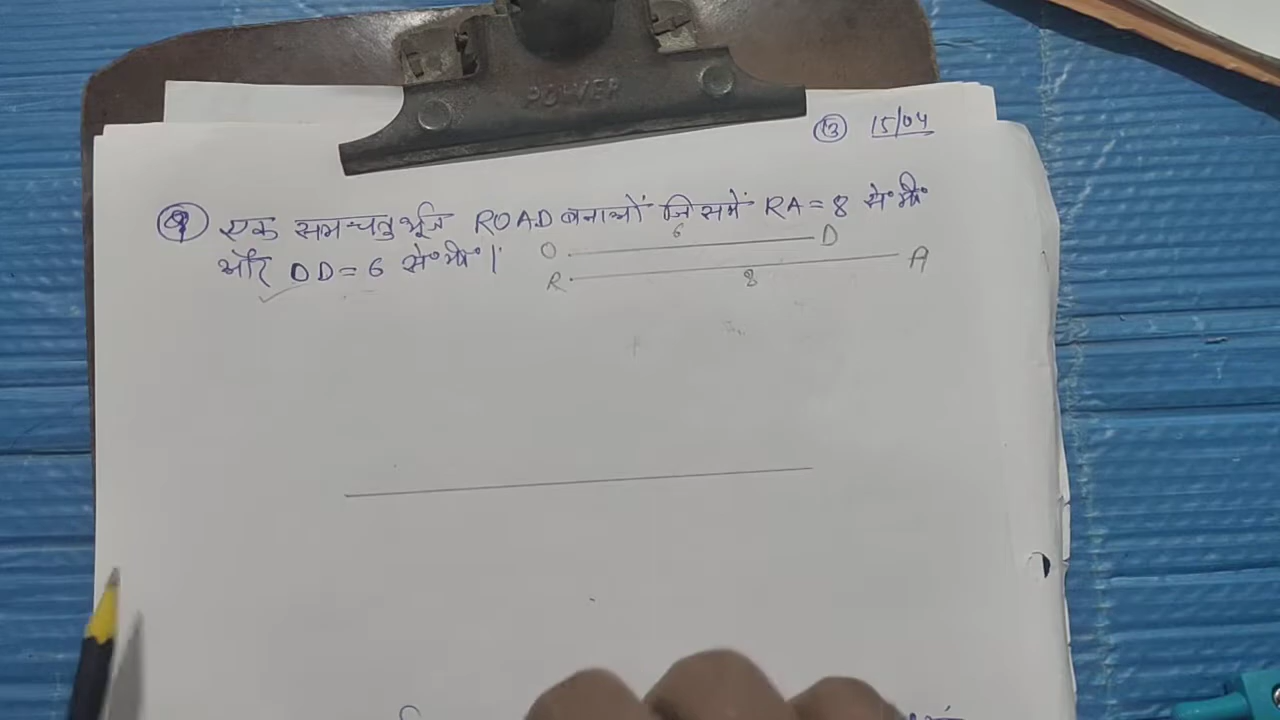 POWER
13 15/04
Q एक समचतुर्भूज ROAD बनाओं जिसमें RA = 8 से॰मी॰
और OD = 6 से॰मी॰।
O 6 D
R 8 A